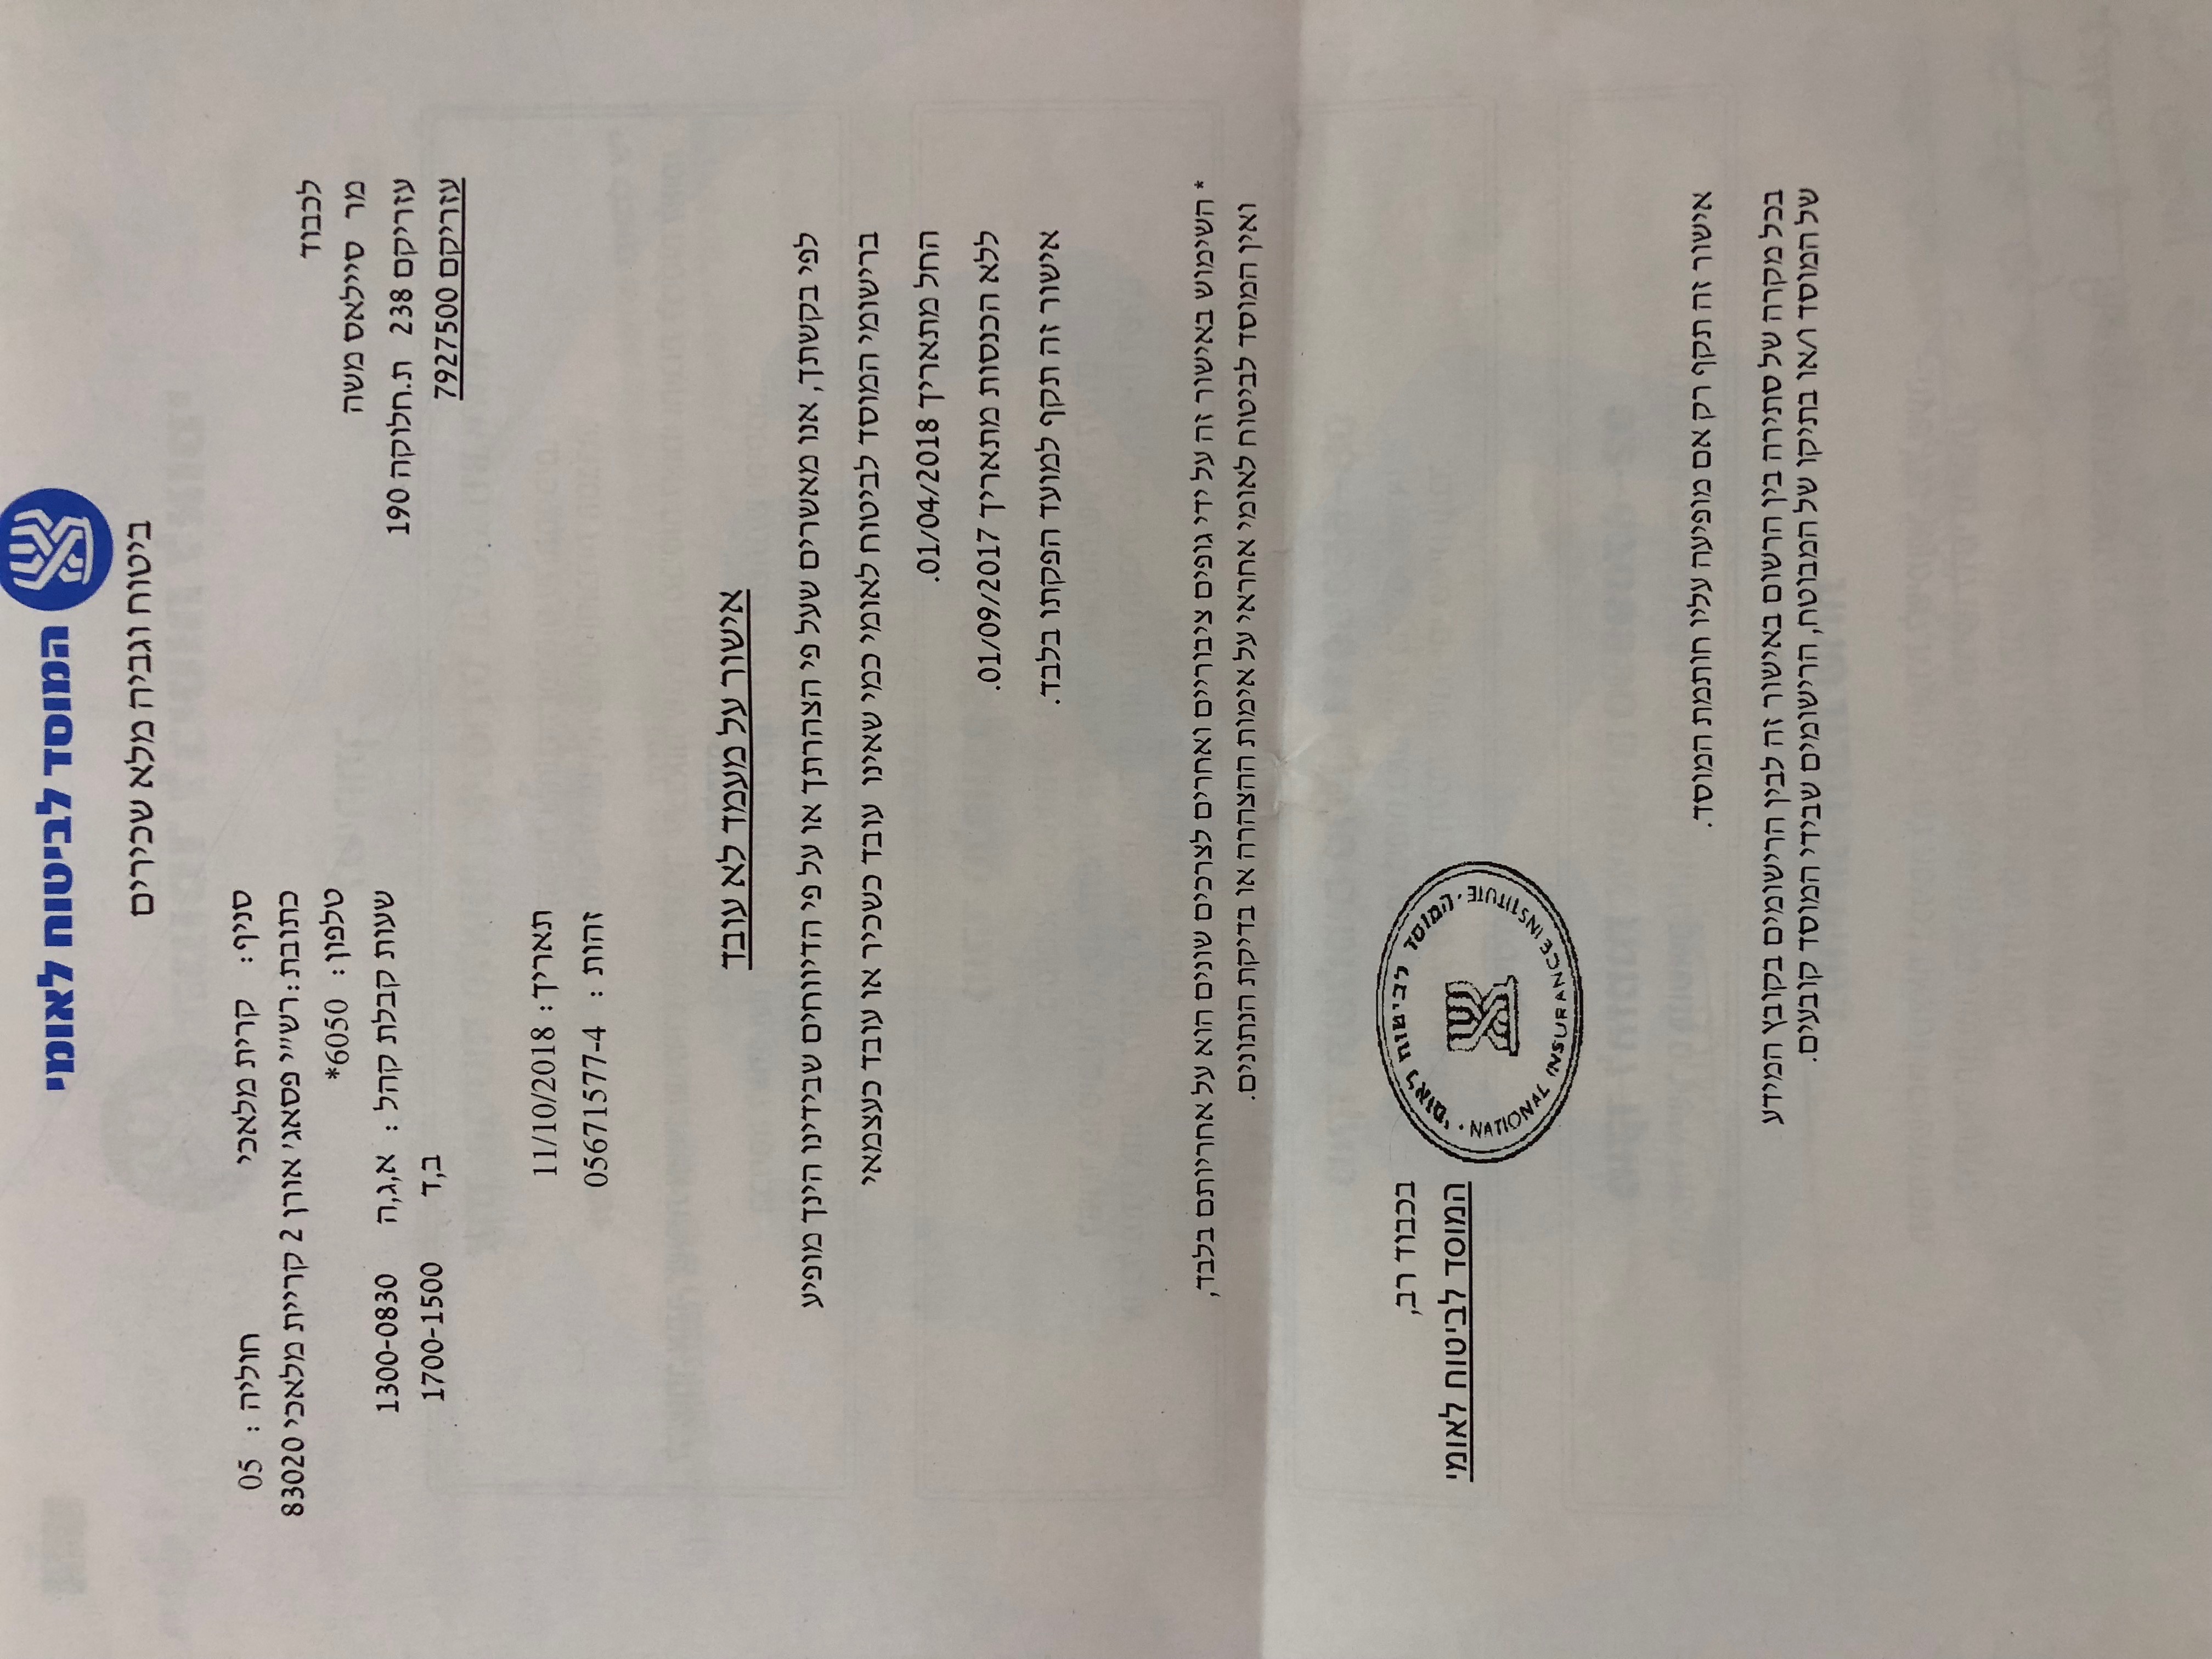 המוסד לביטוח לאומי
ביטוח וגביה מלא שכירים
סניף: קרית מלאכי חוליה : 05
כתובת: רש״י פסאג׳ אורן 2 קריית מלאכי 83020
טלפון: 6050*
שעות קבלת קהל : א,ג,ה 1300-0830
ב,ד 1700-1500
לכבוד
מר סיילאס משה
עזריקם 238 ת.חלוקה 190
עזריקם 7927500
תאריך: 11/10/2018
זהות : 05671577-4
אישור על מעמד לא עובד
לפי בקשתך, אנו מאשרים שעל פי הצהרתך או על פי הדיווחים שבידינו הינך מופיע
ברישומי המוסד לביטוח לאומי כמי שאינו עובד כשכיר או עובד כעצמאי
החל מתאריך 01/04/2018.
ללא הכנסות מתאריך 01/09/2017.
אישור זה תקף למועד הפקתו בלבד.
* השימוש באישור זה על ידי גופים ציבוריים ואחרים לצרכים שונים הוא על אחריותם בלבד,
ואין המוסד לביטוח לאומי אחראי על אימות ההצהרה או בדיקת הנתונים.
בכבוד רב,
המוסד לביטוח לאומי
המוסד לביטוח לאומי
NATIONAL INSURANCE INSTITUTE
אישור זה תקף רק אם מופיעה עליו חותמת המוסד.
בכל מקרה של סתירה בין הרשום באישור זה לבין הרישומים בקובץ המידע
של המוסד ו/או בתיקו של המבוטח, הרישומים שבידי המוסד קובעים.